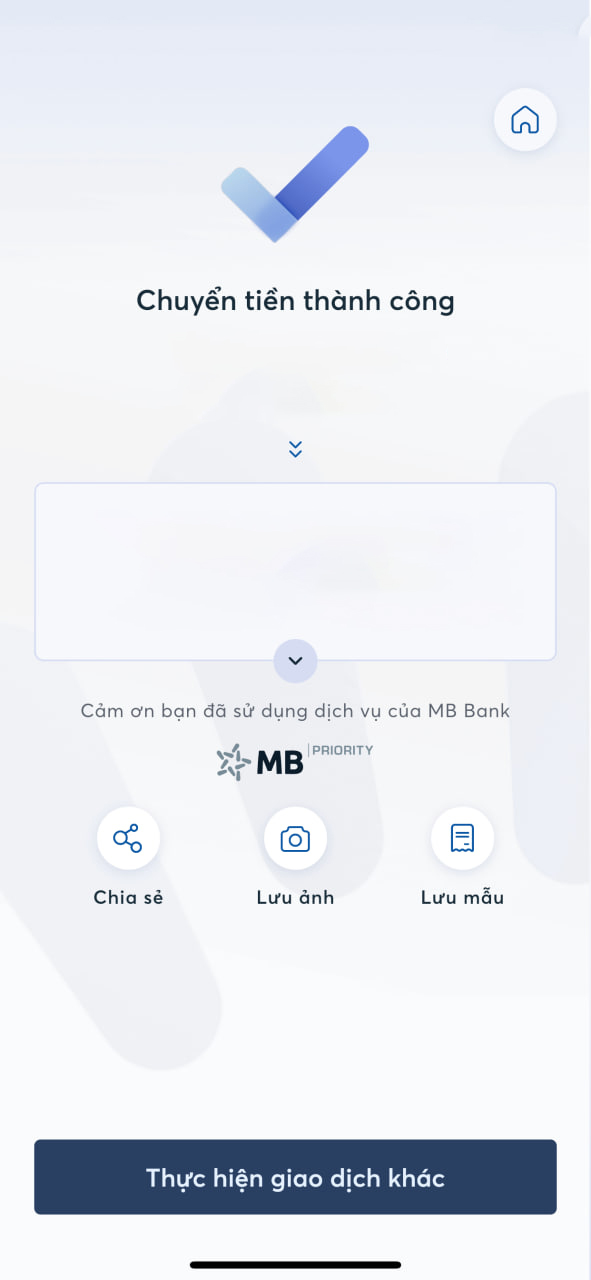 Chuyển tiền thành công
Cảm ơn bạn đã sử dụng dịch vụ của MB Bank
MB PRIORITY
Chia sẻ
Lưu ảnh
Lưu mẫu
Thực hiện giao dịch khác